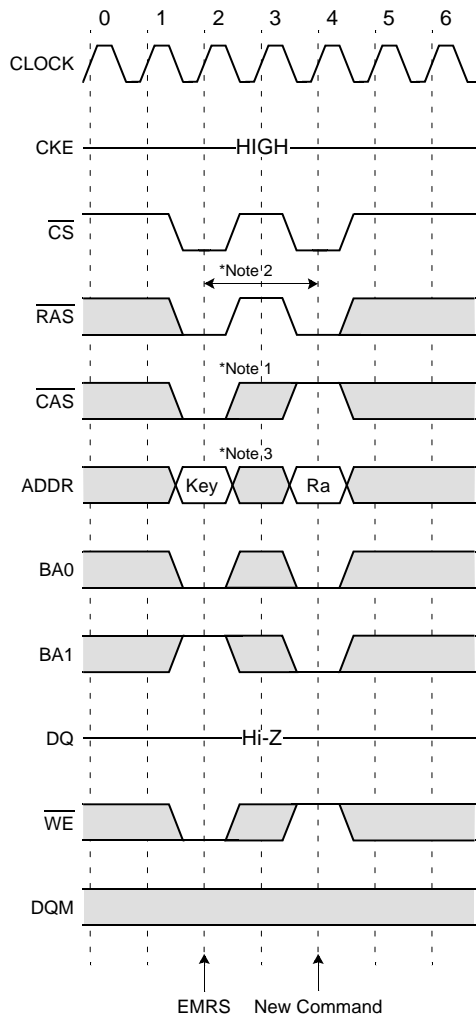 0 1 2 3 4 5 6
CLOCK
CKE HIGH
CS
*Note 2
RAS
*Note 1
CAS
*Note 3
ADDR Key Ra
BA0
BA1
DQ Hi-Z
WE
DQM
EMRS New Command